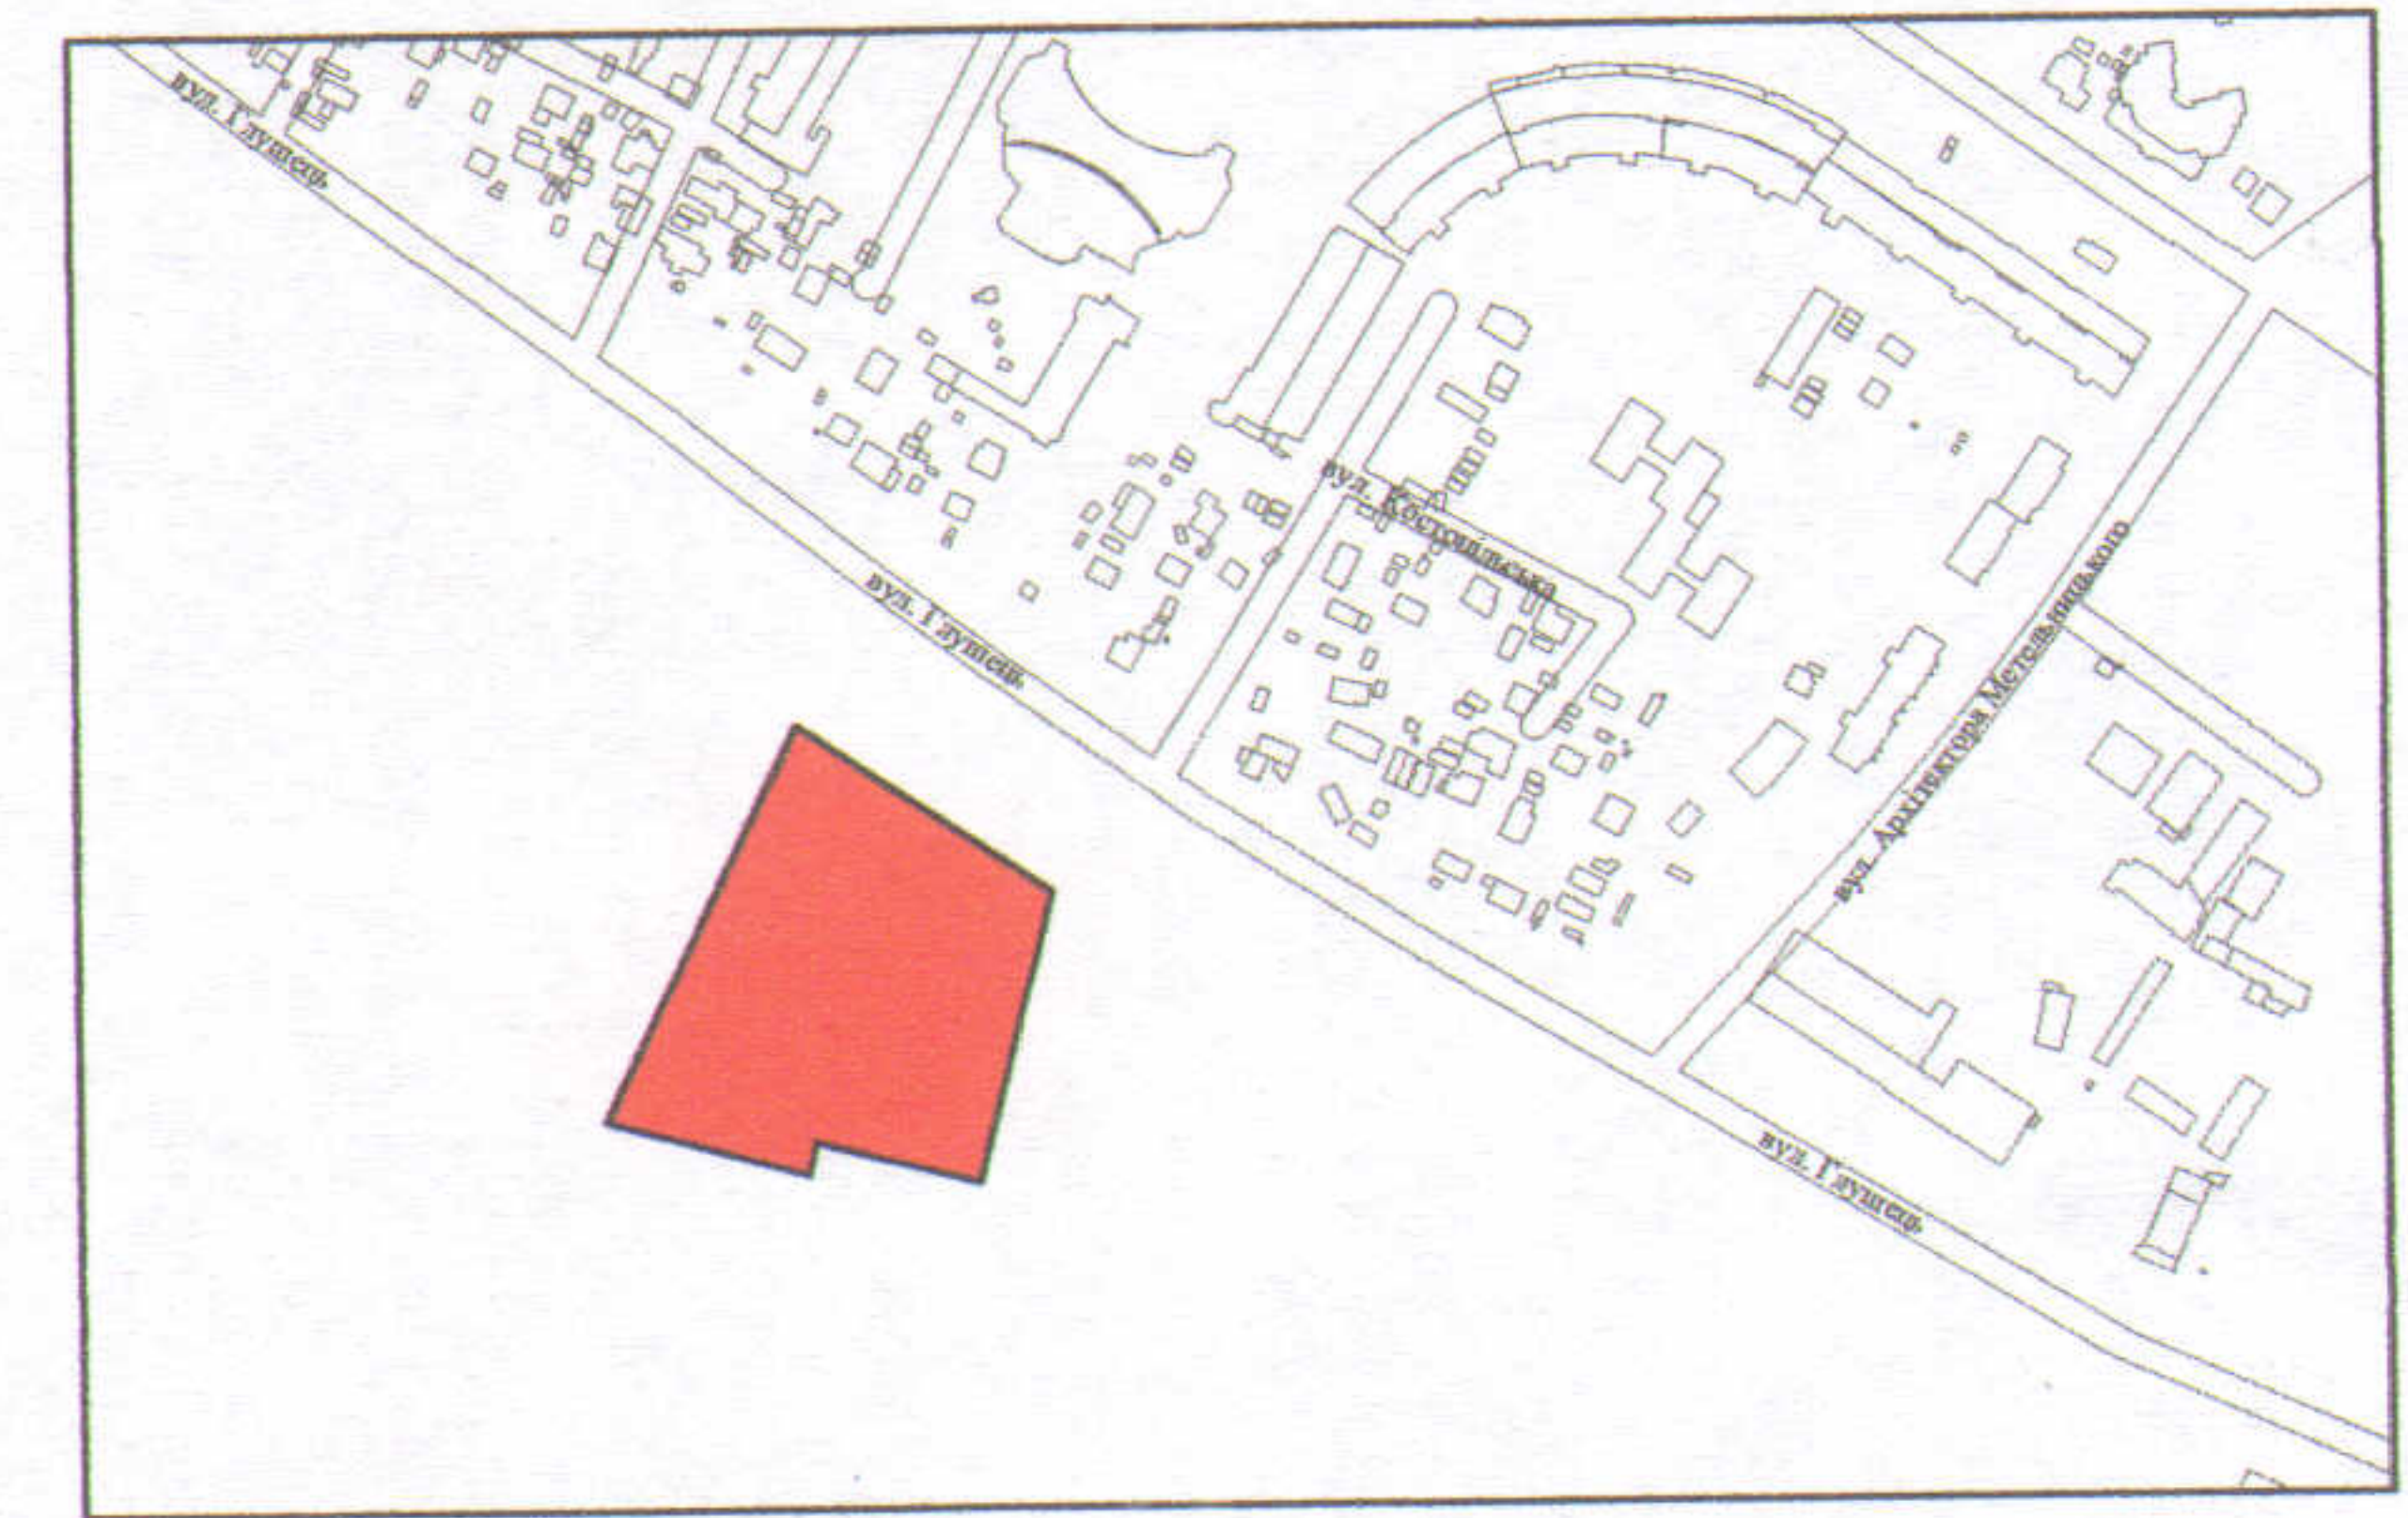 вул. Глушець
вул. Костопільська
вул. Глушець
вул. Архітектора Метельницького
вул. Глушець